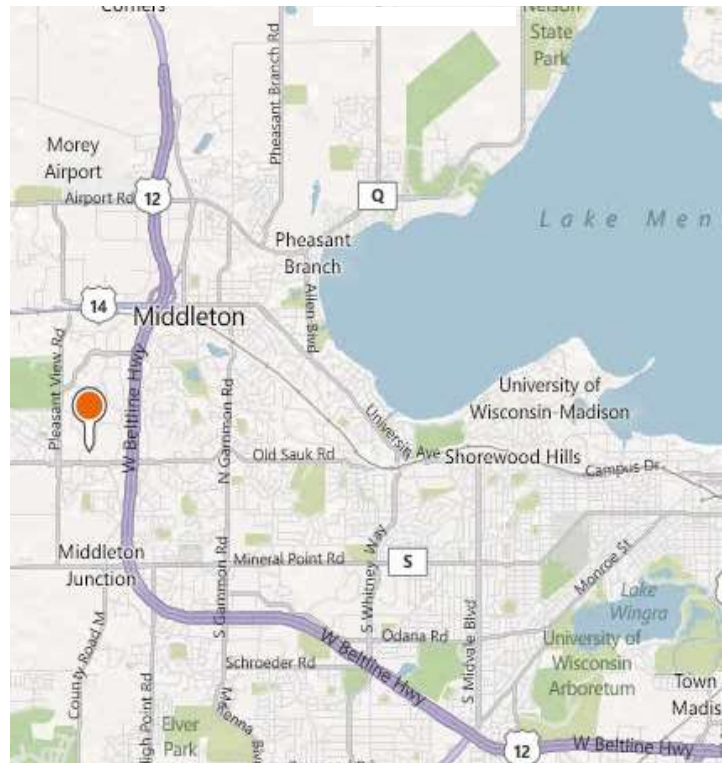 Corners
Nelson
State
Park
Pheasant Branch Rd
Morey
Airport
Airport Rd
12
Q
Lake Men
Pheasant
Branch
Allen Blvd
14
Middleton
Pleasant View Rd
W Beltline Hwy
N Gammon Rd
University of
Wisconsin-Madison
University Ave
Old Sauk Rd
Shorewood Hills
Campus Dr
Middleton
Junction
Mineral Point Rd
S
S Whitney Way
Monroe St
S Gammon Rd
Lake
Wingra
County Road M
W Beltline Hwy
Odana Rd
S Midvale Blvd
University of
Wisconsin
Arboretum
Schroeder Rd
High Point Rd
McKenna Blvd
Elver
Park
Town
Madis
12
W Beltline Hwy